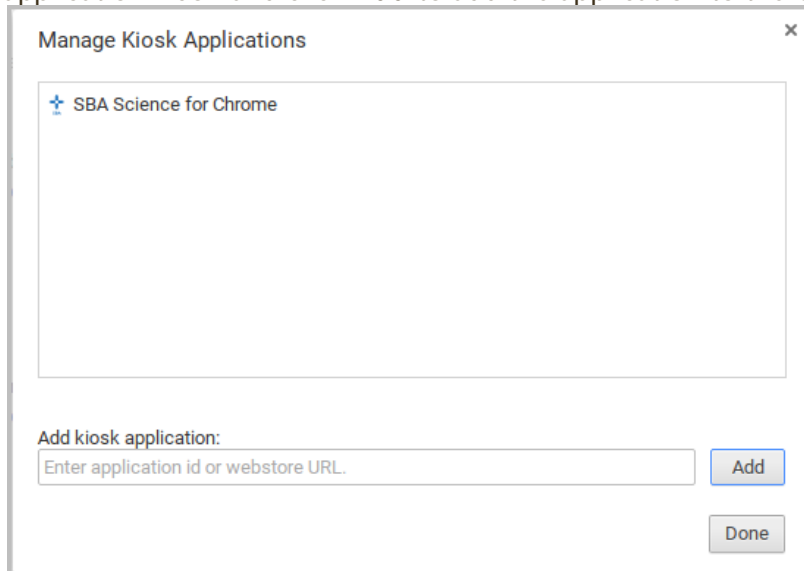 Manage Kiosk Applications
×
SBA Science for Chrome
Add kiosk application:
Enter application id or webstore URL.
Add
Done